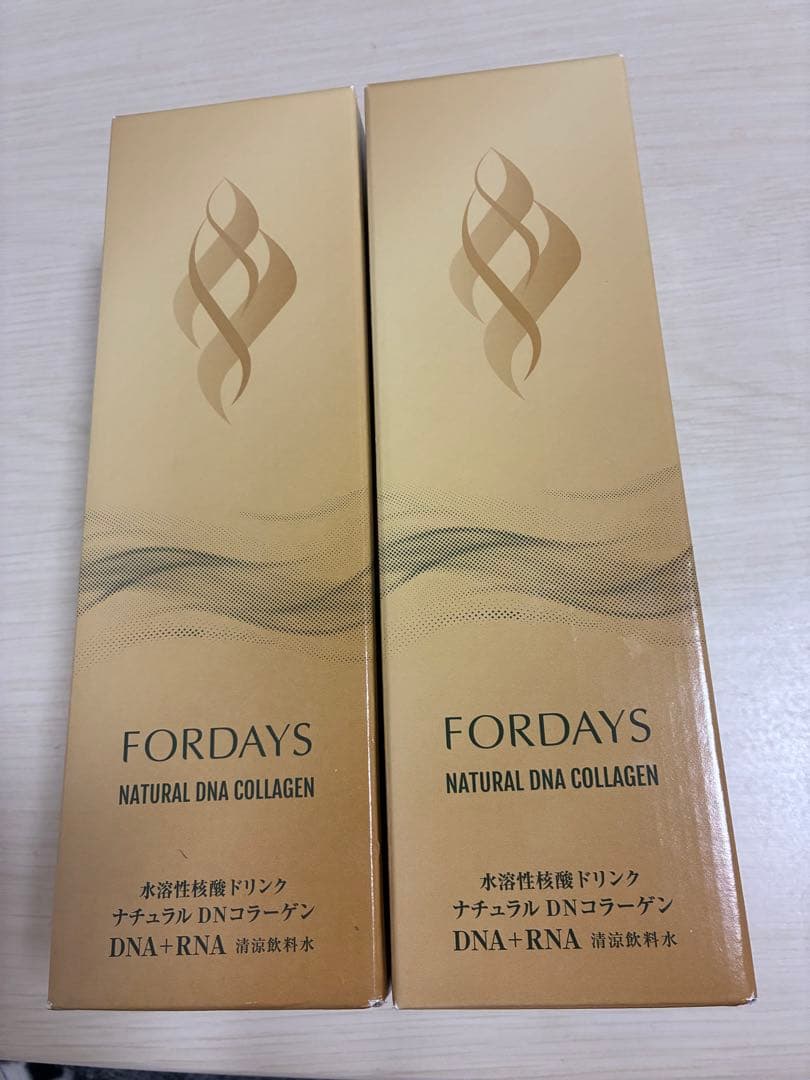 FORDAYS
NATURAL DNA COLLAGEN
水溶性核酸ドリンク
ナチュラル DNコラーゲン
DNA+RNA 清涼飲料水
FORDAYS
NATURAL DNA COLLAGEN
水溶性核酸ドリンク
ナチュラル DNコラーゲン
DNA+RNA 清涼飲料水